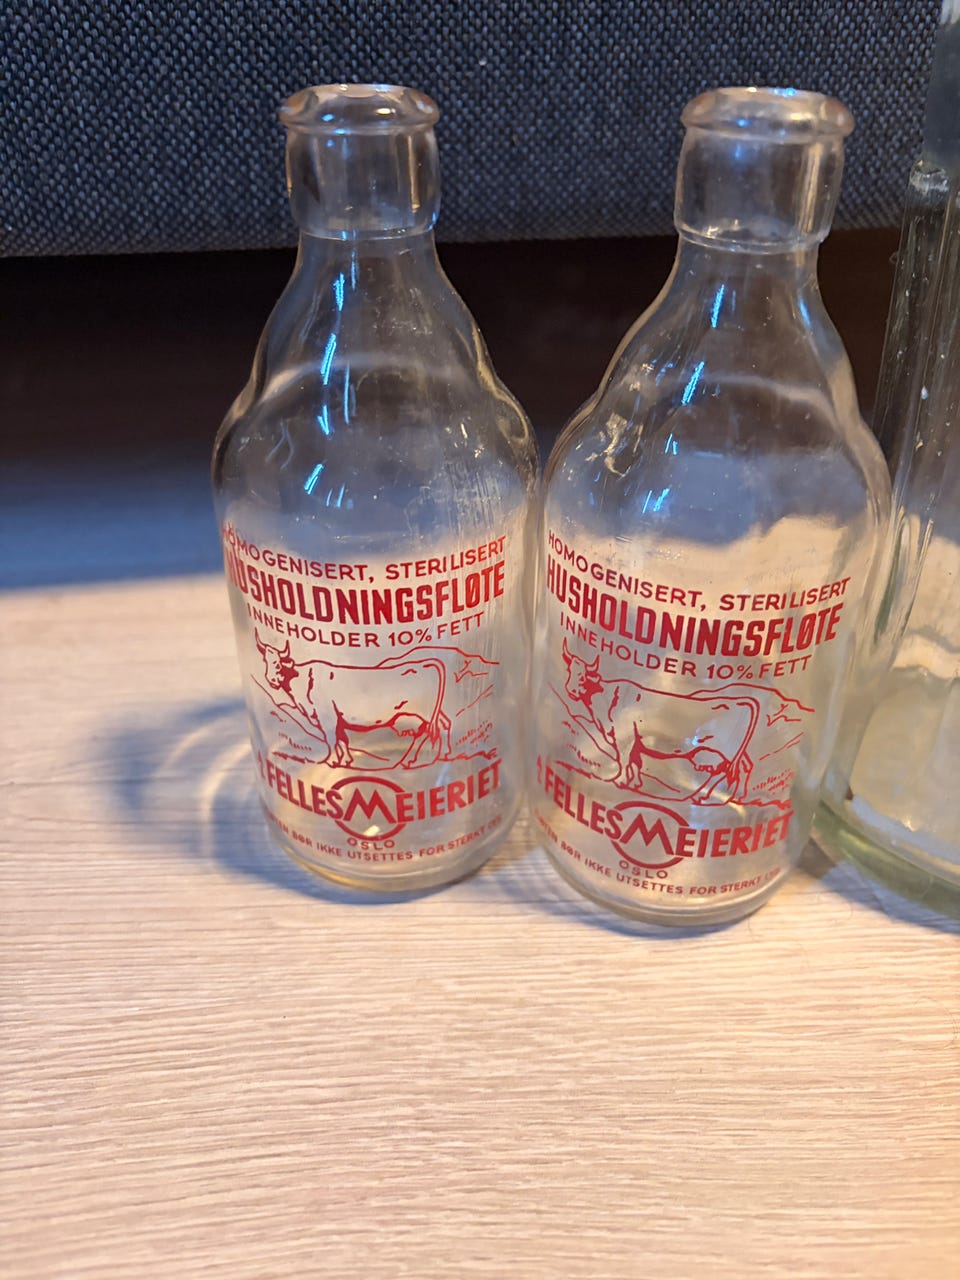 HOMOGENISERT, STERILISERT
HUSHOLDNINGSFLØTE
INNEHOLDER 10% FETT
FELLESMEIERIET
OSLO
BØR IKKE UTSETTES FOR STERKT
HOMOGENISERT, STERILISERT
HUSHOLDNINGSFLØTE
INNEHOLDER 10% FETT
FELLESMEIERIET
OSLO
BØR IKKE UTSETTES FOR STERKT